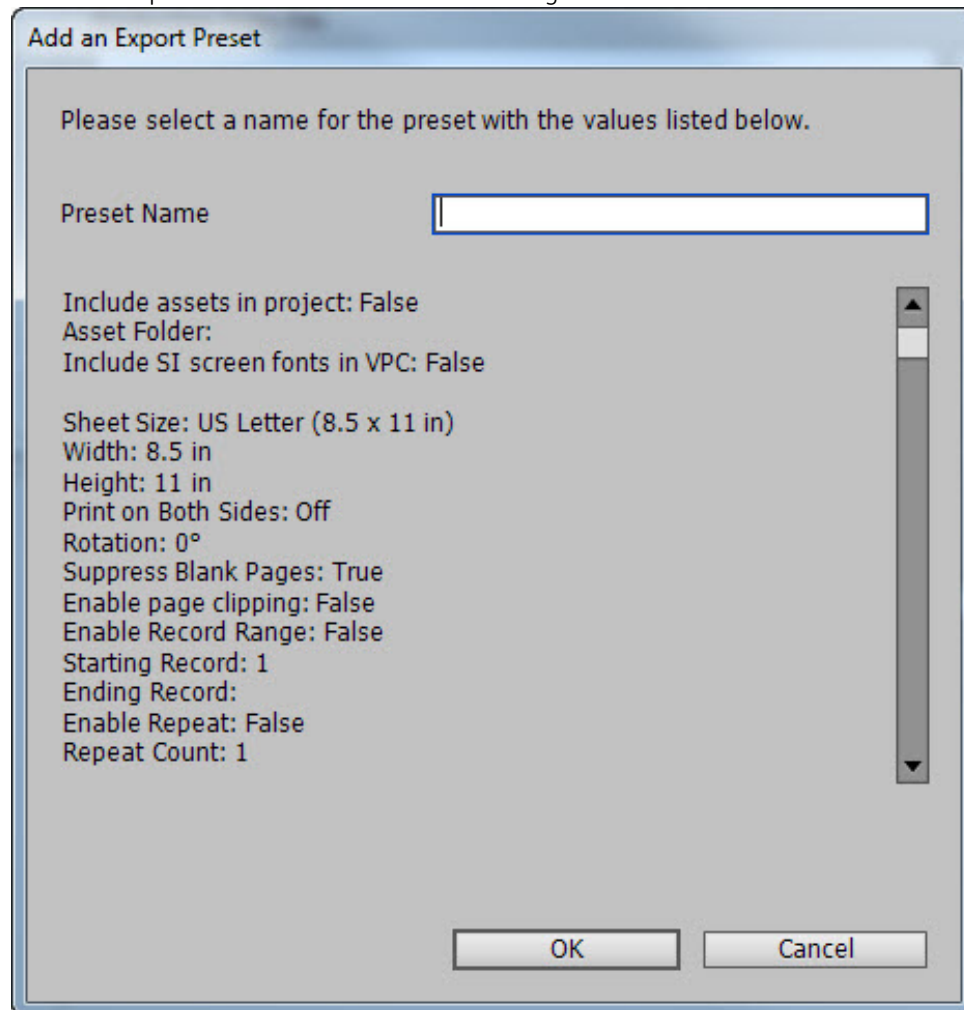 Add an Export Preset
Please select a name for the preset with the values listed below.
Preset Name
Include assets in project: False
Asset Folder:
Include SI screen fonts in VPC: False
Sheet Size: US Letter (8.5 x 11 in)
Width: 8.5 in
Height: 11 in
Print on Both Sides: Off
Rotation: 0°
Suppress Blank Pages: True
Enable page clipping: False
Enable Record Range: False
Starting Record: 1
Ending Record:
Enable Repeat: False
Repeat Count: 1
OK Cancel